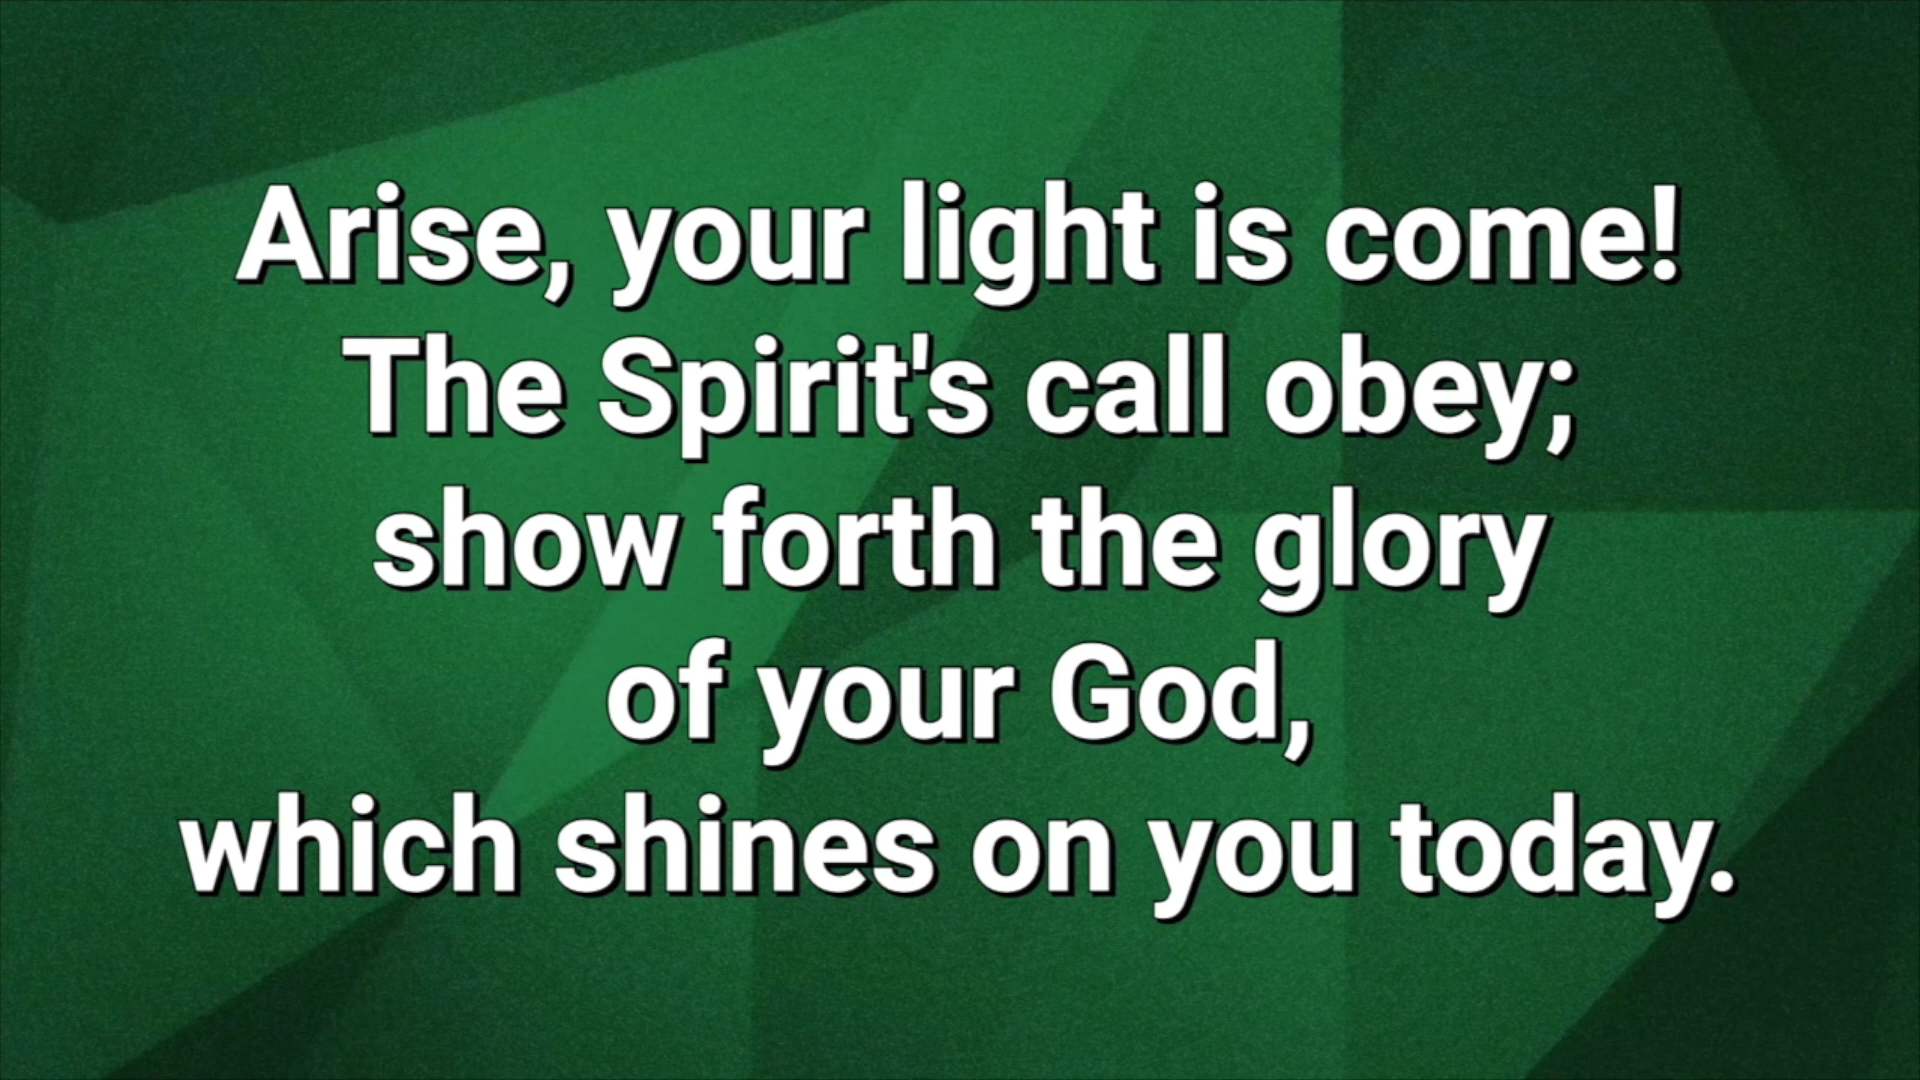 Arise, your light is come!
The Spirit's call obey;
show forth the glory
of your God,
which shines on you today.